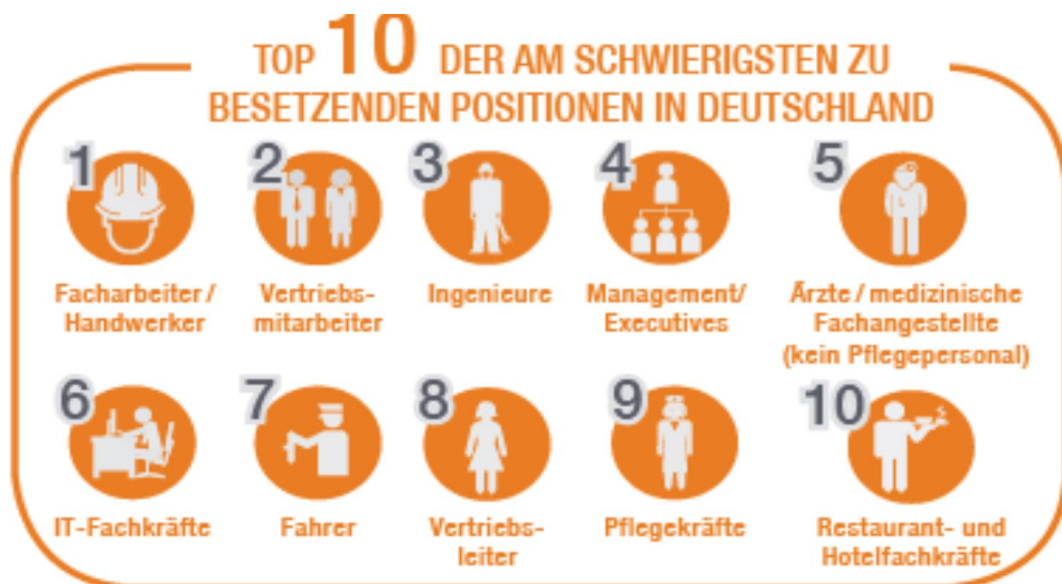 TOP 10 DER AM SCHWIERIGSTEN ZU
BESETZENDEN POSITIONEN IN DEUTSCHLAND
1
Facharbeiter /
Handwerker
2
Vertriebs-
mitarbeiter
3
Ingenieure
4
Management/
Executives
5
Ärzte / medizinische
Fachangestellte
(kein Pflegepersonal)
6
IT-Fachkräfte
7
Fahrer
8
Vertriebs-
leiter
9
Pflegekräfte
10
Restaurant- und
Hotelfachkräfte